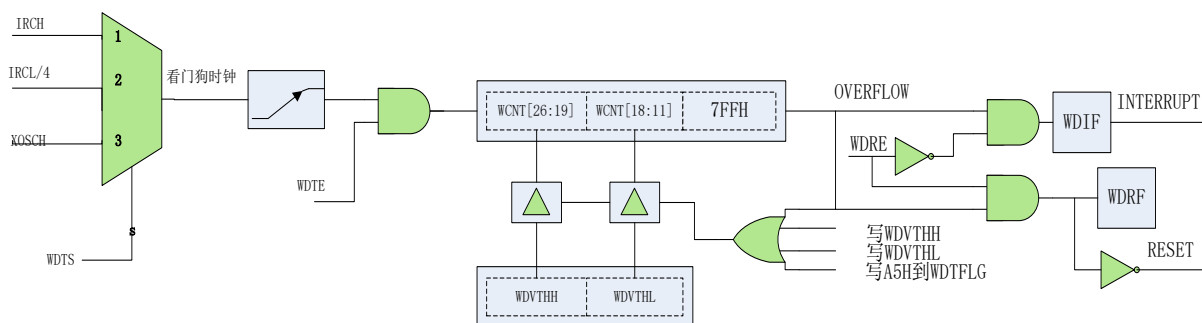 IRCH
IRCL/4
XOSCH
1
2
3
S
WDTS
看门狗时钟
WDTE
WCNT[26:19]
WCNT[18:11]
7FFH
WDVTHH
WDVTHL
OVERFLOW
WDRE
写WDVTHH
写WDVTHL
写A5H到WDTFLG
WDIF
INTERRUPT
WDRF
RESET